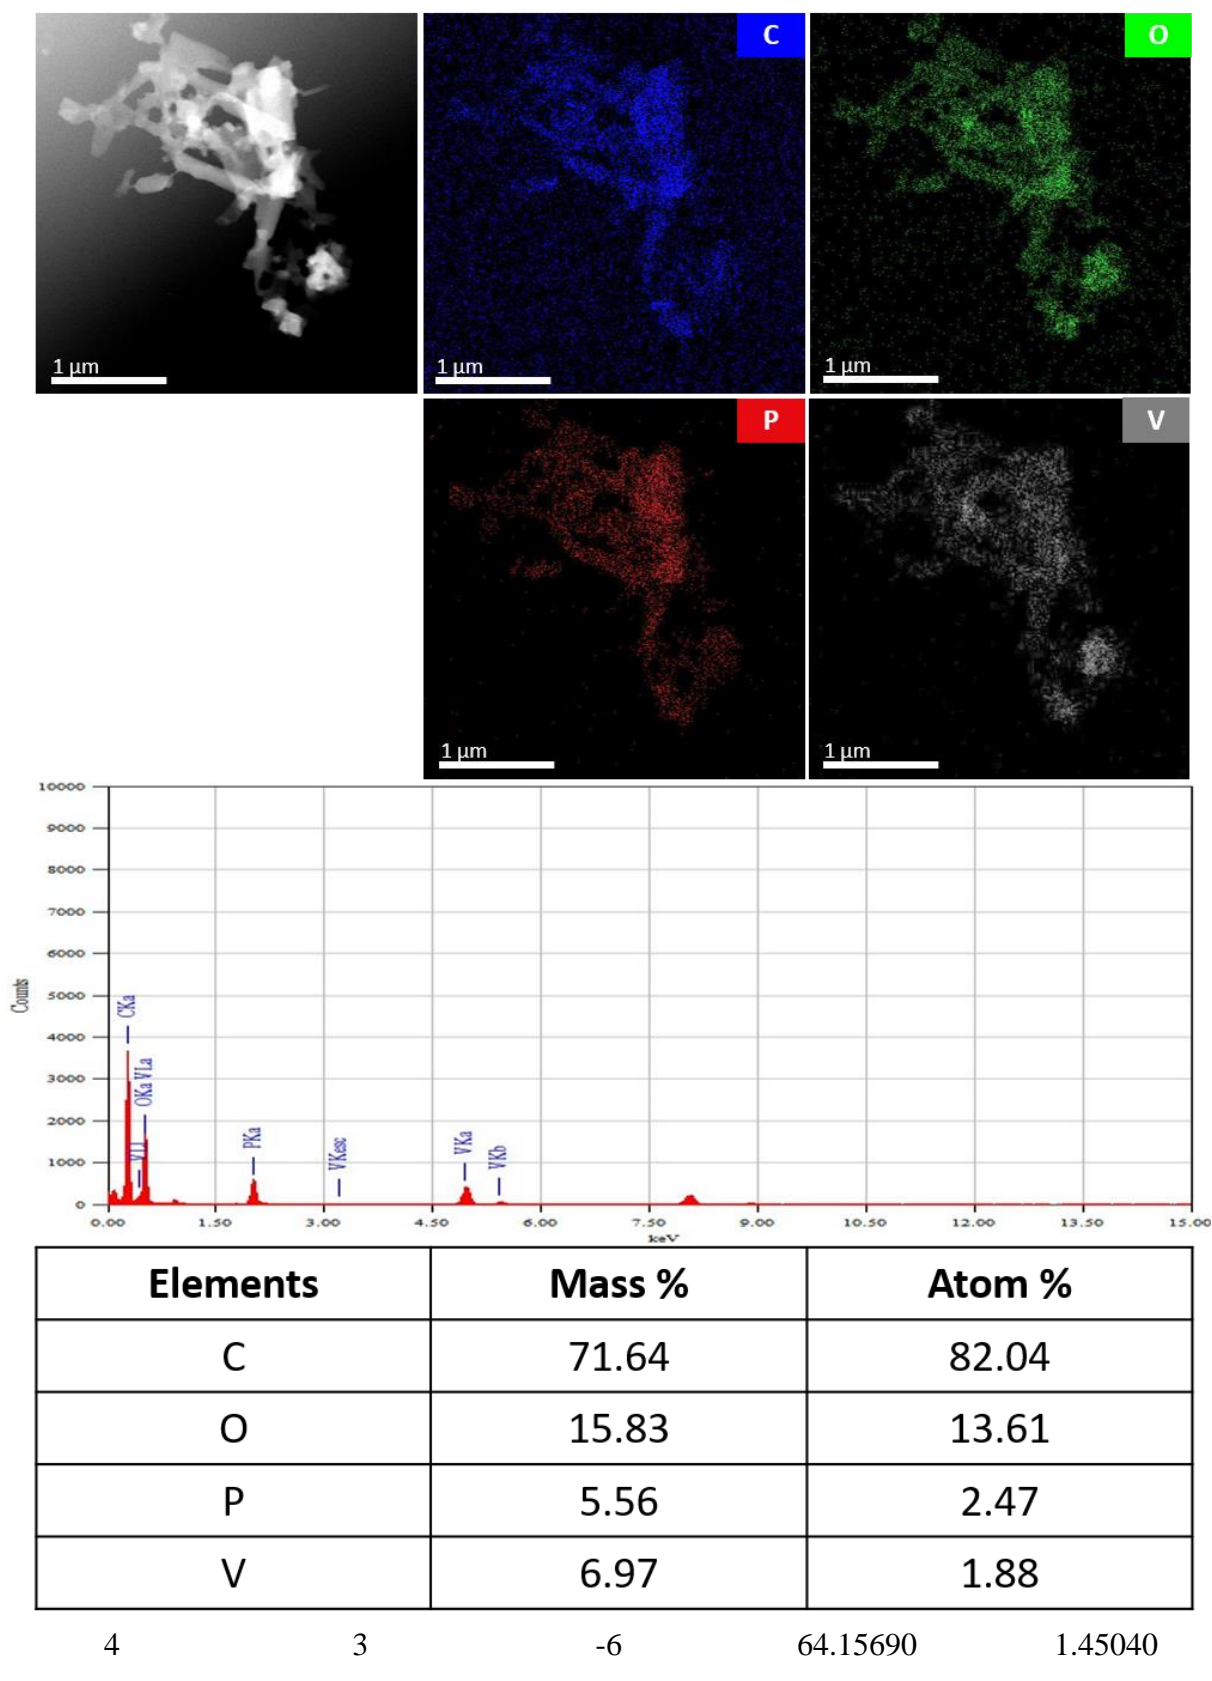 C
O
1 µm
1 µm
1 µm
P
V
1 µm
1 µm
10000
9000
8000
7000
6000
5000
4000
3000
2000
1000
0
Counts
CKa
VLl
OKa VLa
PKa
VKesc
VKa
VKb
0.00 1.50 3.00 4.50 6.00 7.50 9.00 10.50 12.00 13.50 15.00
keV
Elements Mass % Atom %
C 71.64 82.04
O 15.83 13.61
P 5.56 2.47
V 6.97 1.88
4 3 -6 64.15690 1.45040